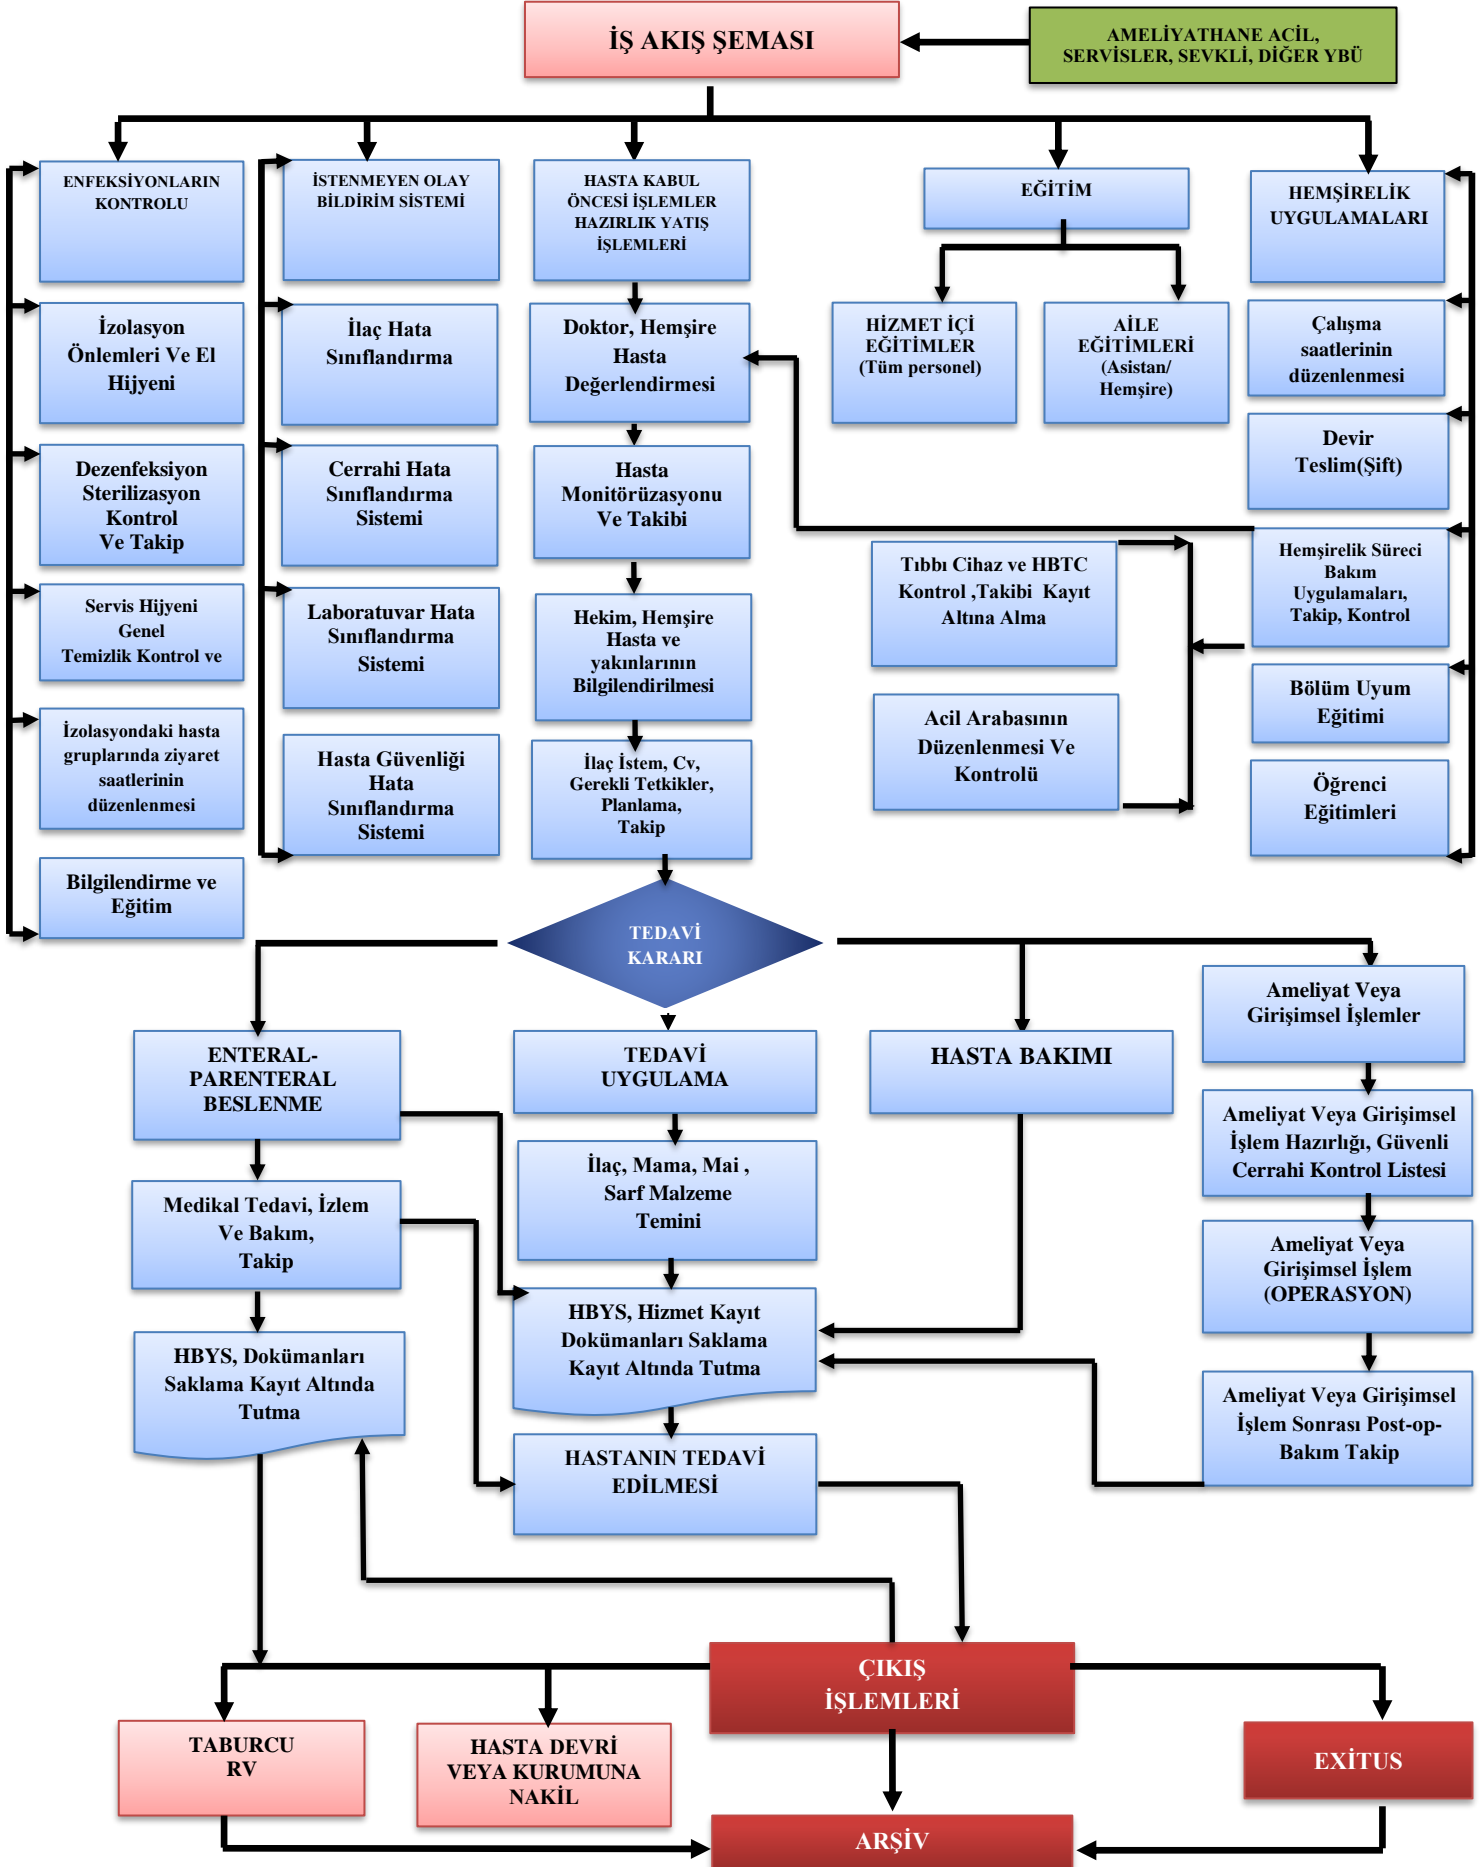 İŞ AKIŞ ŞEMASI
AMELİYATHANE ACİL,
SERVİSLER, SEVKLİ, DİĞER YBÜ
ENFEKSİYONLARIN
KONTROLU
İSTENMEYEN OLAY
BİLDİRİM SİSTEMİ
HASTA KABUL
ÖNCESİ İŞLEMLER
HAZIRLIK YATIŞ
İŞLEMLERİ
EĞİTİM
HEMŞİRELİK
UYGULAMALARI
İzolasyon
Önlemleri Ve El
Hijyeni
İlaç Hata
Sınıflandırma
Doktor, Hemşire
Hasta
Değerlendirmesi
HİZMET İÇİ
EĞİTİMLER
(Tüm personel)
AİLE
EĞİTİMLERİ
(Asistan/
Hemşire)
Çalışma
saatlerinin
düzenlenmesi
Dezenfeksiyon
Sterilizasyon
Kontrol
Ve Takip
Cerrahi Hata
Sınıflandırma
Sistemi
Hasta
Monitörüzasyonu
Ve Takibi
Devir
Teslim(Şift)
Tıbbı Cihaz ve HBTC
Kontrol ,Takibi Kayıt
Altına Alma
Hemşirelik Süreci
Bakım
Uygulamaları,
Takip, Kontrol
Servis Hijyeni
Genel
Temizlik Kontrol ve
Laboratuvar Hata
Sınıflandırma
Sistemi
Hekim, Hemşire
Hasta ve
yakınlarının
Bilgilendirilmesi
Acil Arabasının
Düzenlenmesi Ve
Kontrolü
Bölüm Uyum
Eğitimi
İzolasyondaki hasta
gruplarında ziyaret
saatlerinin
düzenlenmesi
Hasta Güvenliği
Hata
Sınıflandırma
Sistemi
İlaç İstem, Cv,
Gerekli Tetkikler,
Planlama,
Takip
Öğrenci
Eğitimleri
Bilgilendirme ve
Eğitim
TEDAVİ
KARARI
ENTERAL-
PARENTERAL
BESLENME
TEDAVİ
UYGULAMA
HASTA BAKIMI
Ameliyat Veya
Girişimsel İşlemler
Medikal Tedavi, İzlem
Ve Bakım,
Takip
İlaç, Mama, Mai ,
Sarf Malzeme
Temini
Ameliyat Veya Girişimsel
İşlem Hazırlığı, Güvenli
Cerrahi Kontrol Listesi
HBYS, Dokümanları
Saklama Kayıt Altında
Tutma
HBYS, Hizmet Kayıt
Dokümanları Saklama
Kayıt Altında Tutma
Ameliyat Veya
Girişimsel İşlem
(OPERASYON)
HASTANIN TEDAVİ
EDİLMESİ
Ameliyat Veya Girişimsel
İşlem Sonrası Post-op-
Bakım Takip
ÇIKIŞ
İŞLEMLERİ
TABURCU
RV
HASTA DEVRİ
VEYA KURUMUNA
NAKİL
EXİTUS
ARŞİV